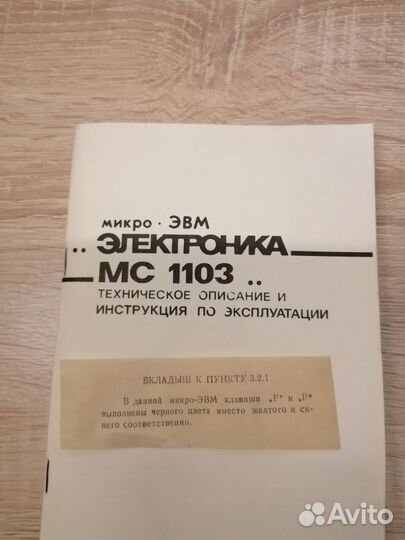 микро · ЭВМ
.. ЭЛЕКТРОНИКА
МС 1103 ..
ТЕХНИЧЕСКОЕ ОПИСАНИЕ И
ИНСТРУКЦИЯ ПО ЭКСПЛУАТАЦИИ
ВКЛАДЫШ К ПУНКТУ 3.2.1
В данной микро-ЭВМ клавиши „F“ и „P“
выполнены черного цвета вместо желтого и си-
него соответственно.
Avito